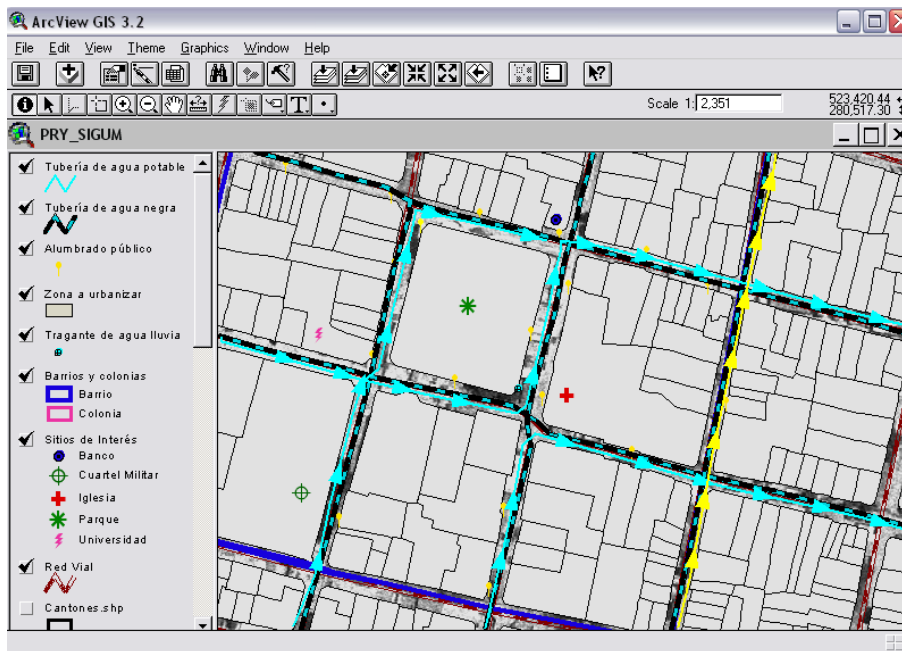 ArcView GIS 3.2
File Edit View Theme Graphics Window Help
Scale 1: 2,351
523,420.44
280,517.30
PRY_SIGUM
Tubería de agua potable
Tubería de agua negra
Alumbrado público
Zona a urbanizar
Tragante de agua lluvia
Barrios y colonias
Barrio
Colonia
Sitios de Interés
Banco
Cuartel Militar
Iglesia
Parque
Universidad
Red Vial
Cantones.shp